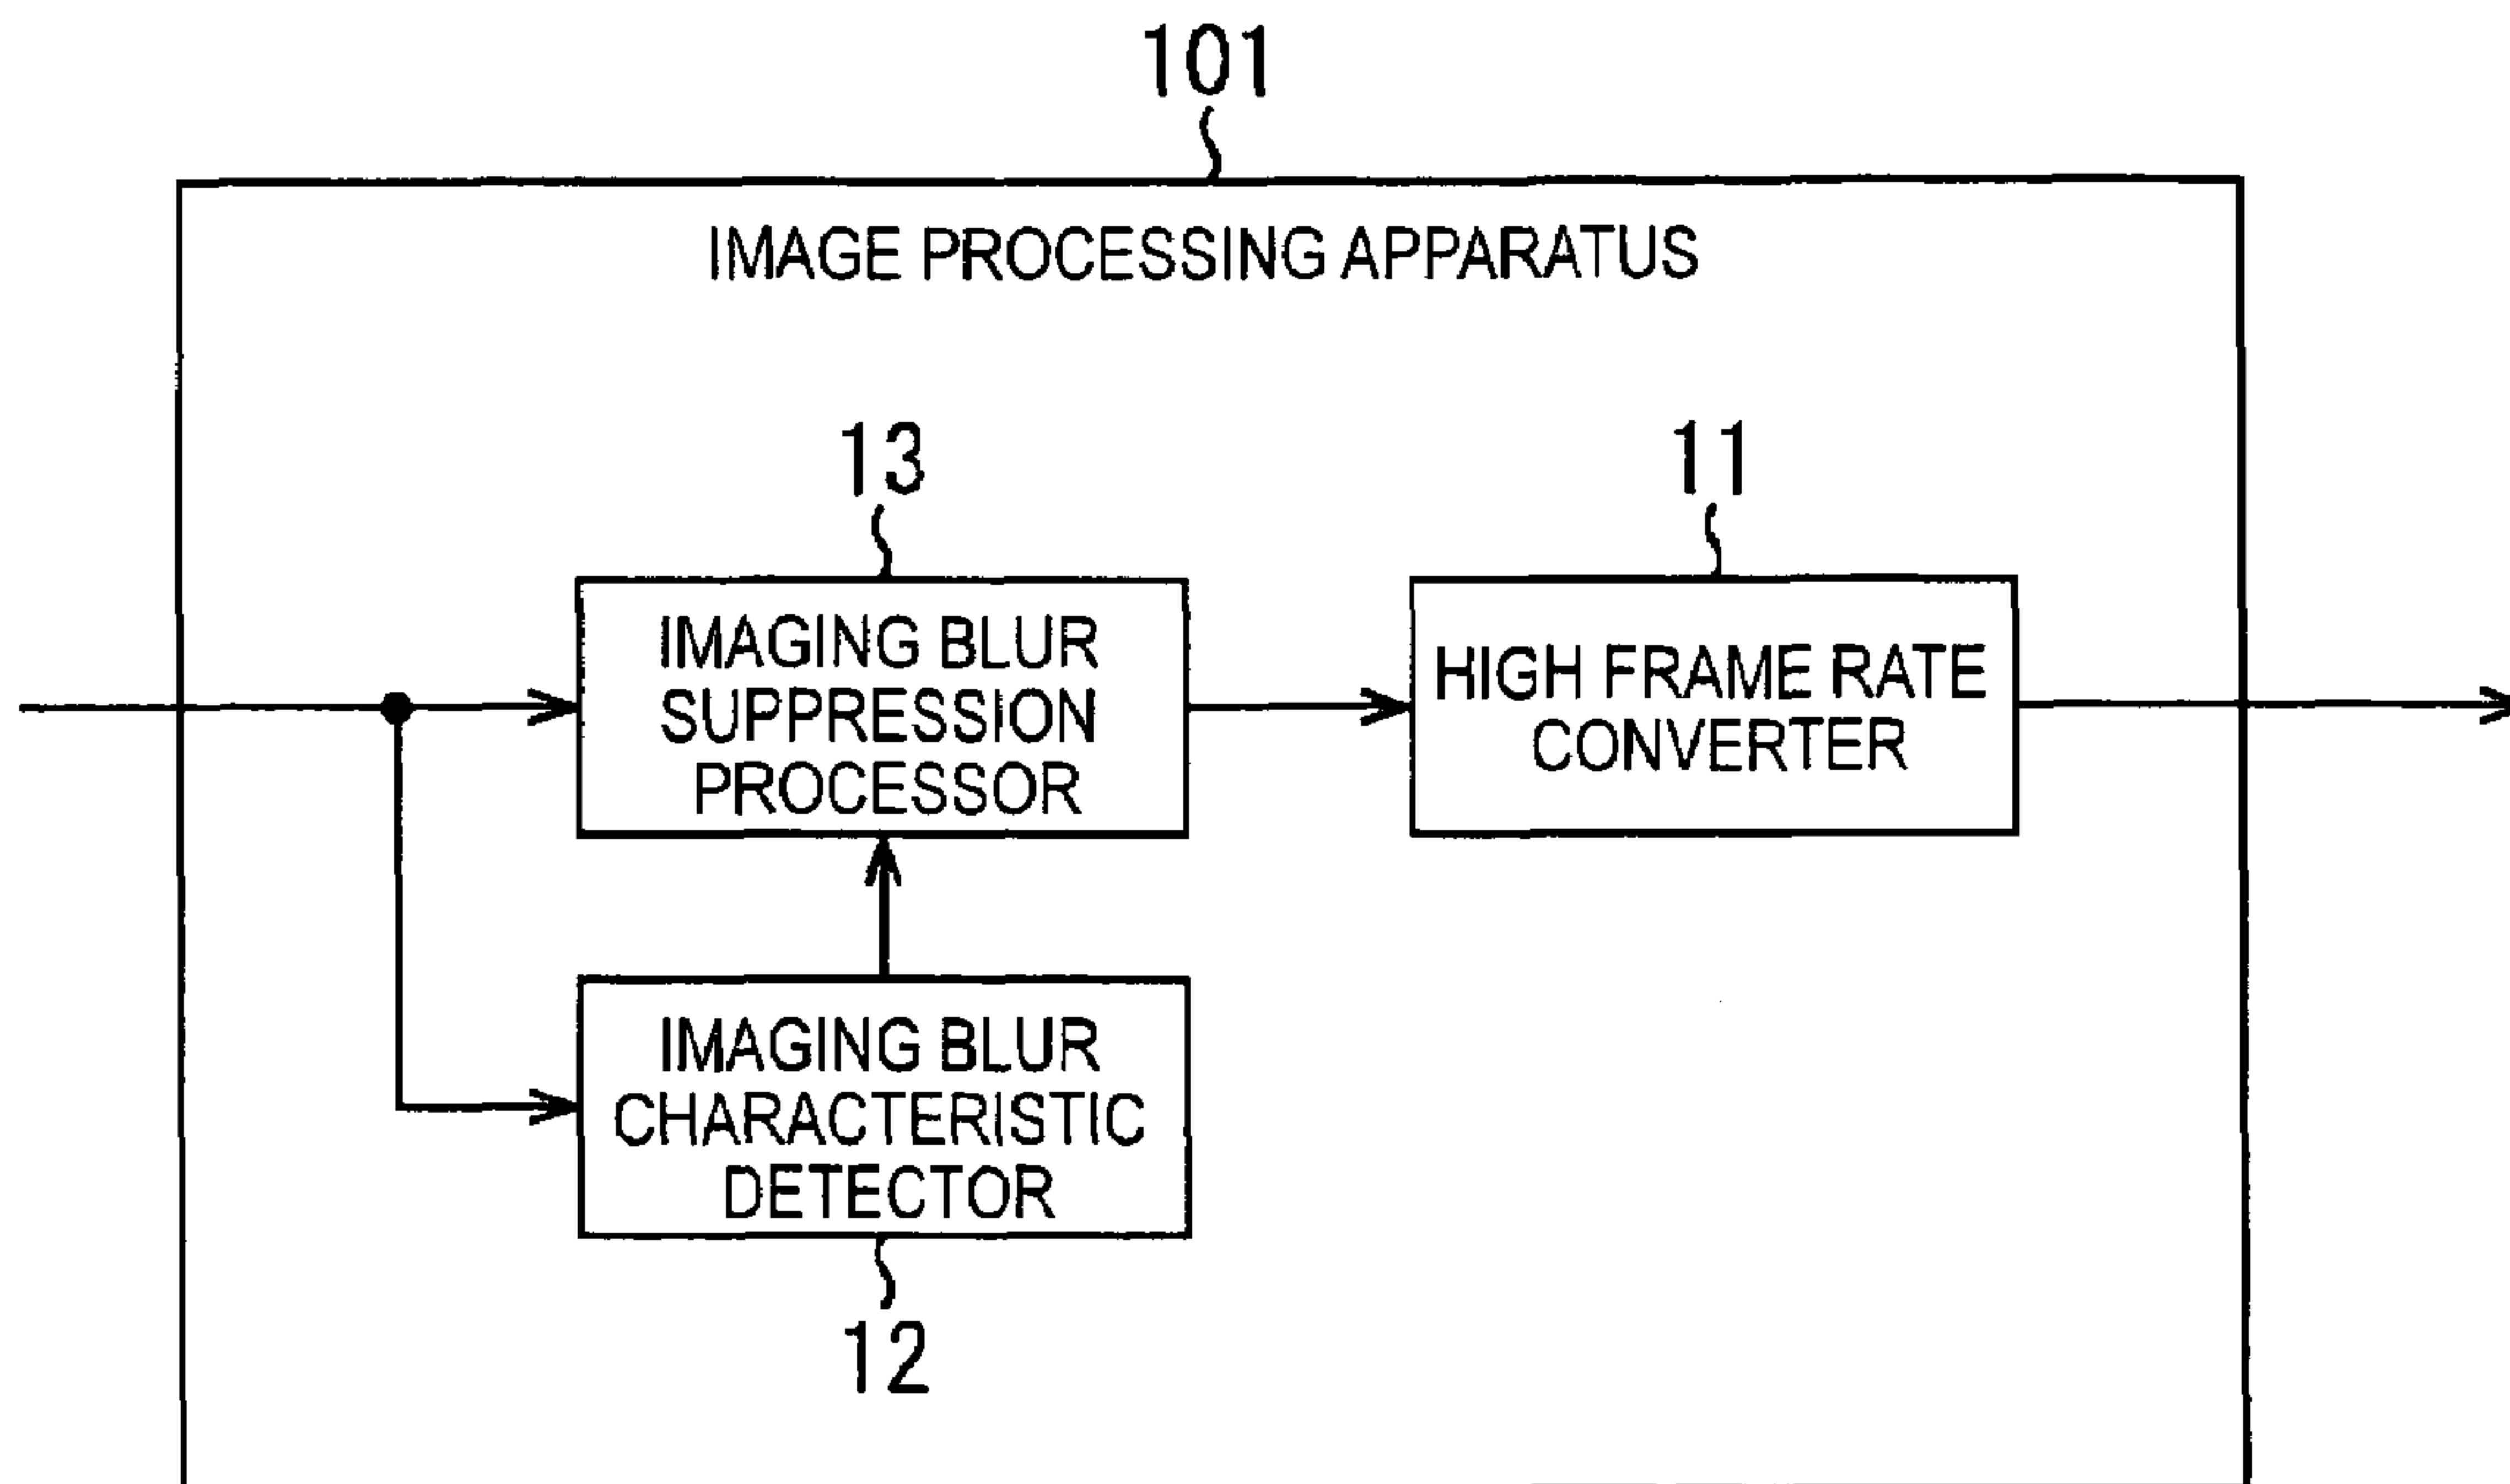 101
IMAGE PROCESSING APPARATUS
13
11
IMAGING BLUR
SUPPRESSION
PROCESSOR
HIGH FRAME RATE
CONVERTER
IMAGING BLUR
CHARACTERISTIC
DETECTOR
12